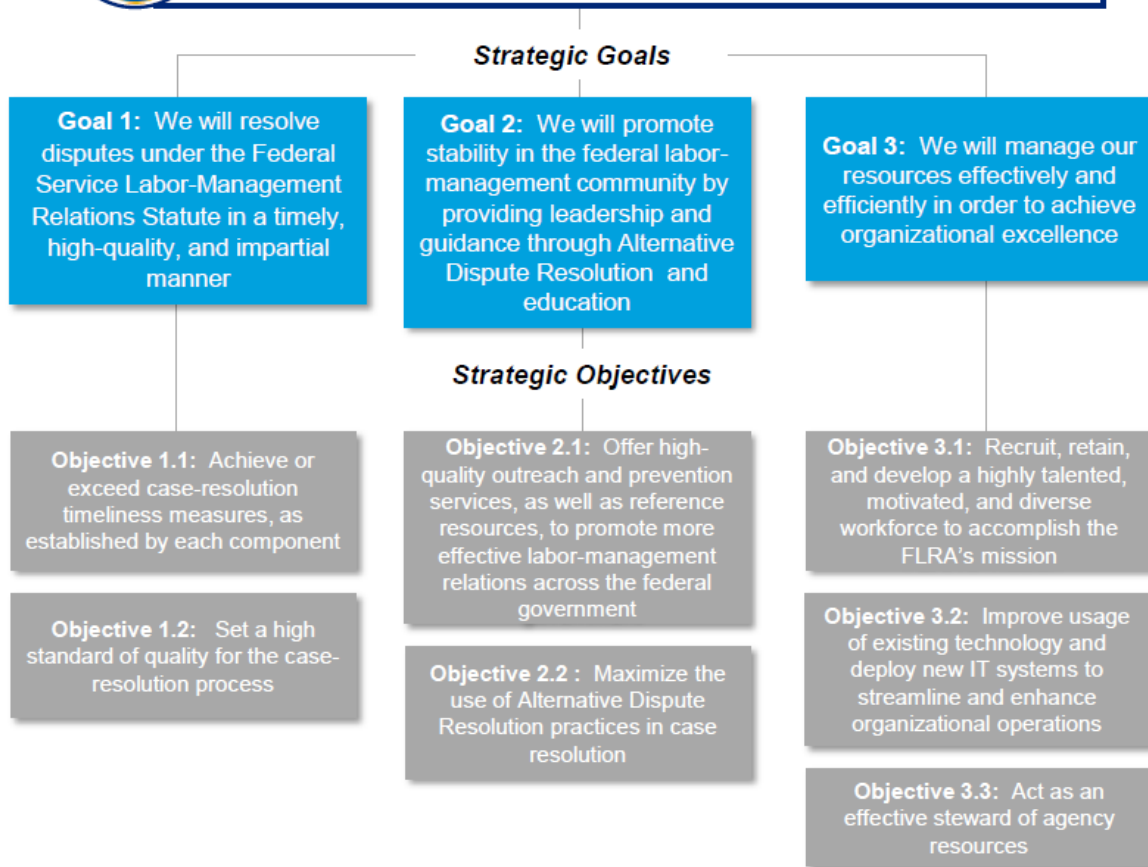 Strategic Goals
Goal 1:  We will resolve
disputes under the Federal
Service Labor-Management
Relations Statute in a timely,
high-quality, and impartial
manner
Goal 2:  We will promote
stability in the federal labor-
management community by
providing leadership and
guidance through Alternative
Dispute Resolution  and
education
Goal 3:  We will manage our
resources effectively and
efficiently in order to achieve
organizational excellence
Strategic Objectives
Objective 1.1:  Achieve or
exceed case-resolution
timeliness measures, as
established by each component
Objective 1.2:   Set a high
standard of quality for the case-
resolution process
Objective 2.1:  Offer high-
quality outreach and prevention
services, as well as reference
resources, to promote more
effective labor-management
relations across the federal
government
Objective 2.2 :  Maximize the
use of Alternative Dispute
Resolution practices in case
resolution
Objective 3.1:  Recruit, retain,
and develop a highly talented,
motivated, and diverse
workforce to accomplish the
FLRA's mission
Objective 3.2:  Improve usage
of existing technology and
deploy new IT systems to
streamline and enhance
organizational operations
Objective 3.3:  Act as an
effective steward of agency
resources